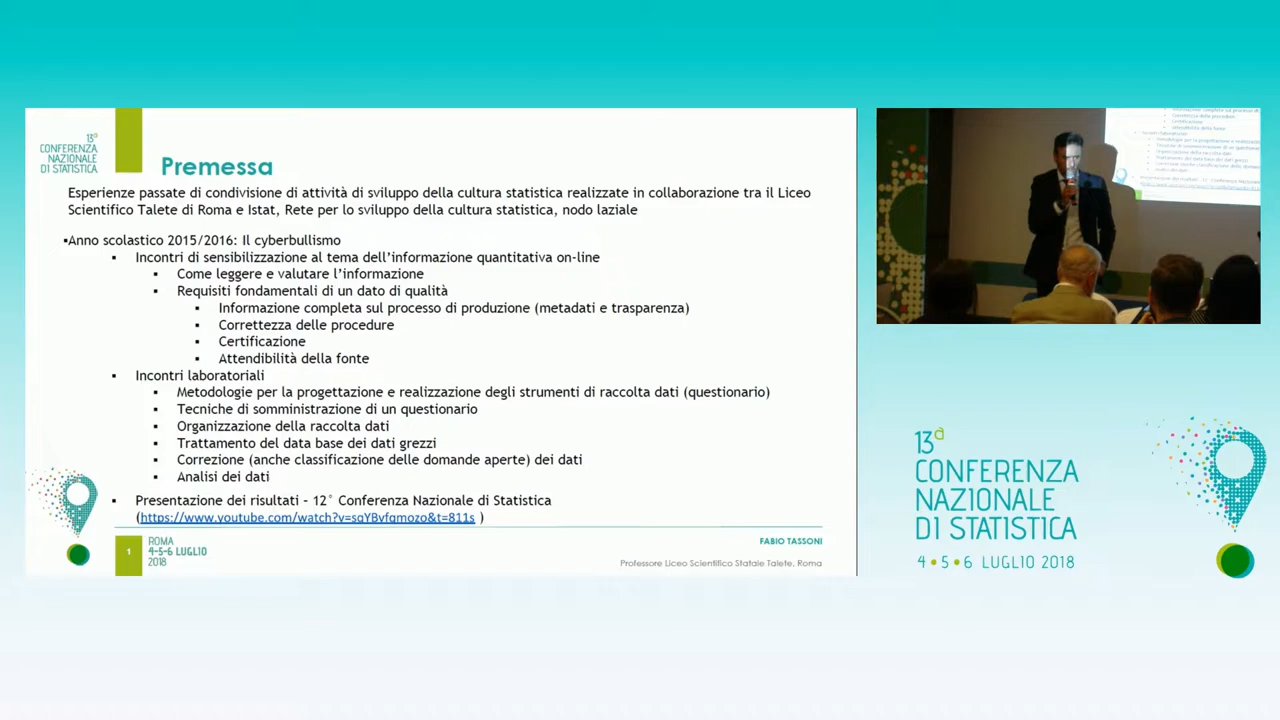 13ª
CONFERENZA
NAZIONALE
DI STATISTICA
Premessa
Esperienze passate di condivisione di attività di sviluppo della cultura statistica realizzate in collaborazione tra il Liceo
Scientifico Talete di Roma e Istat, Rete per lo sviluppo della cultura statistica, nodo laziale
▪Anno scolastico 2015/2016: Il cyberbullismo
▪ Incontri di sensibilizzazione al tema dell'informazione quantitativa on-line
▪ Come leggere e valutare l'informazione
▪ Requisiti fondamentali di un dato di qualità
▪ Informazione completa sul processo di produzione (metadati e trasparenza)
▪ Correttezza delle procedure
▪ Certificazione
▪ Attendibilità della fonte
▪ Incontri laboratoriali
▪ Metodologie per la progettazione e realizzazione degli strumenti di raccolta dati (questionario)
▪ Tecniche di somministrazione di un questionario
▪ Organizzazione della raccolta dati
▪ Trattamento del data base dei dati grezzi
▪ Correzione (anche classificazione delle domande aperte) dei dati
▪ Analisi dei dati
▪ Presentazione dei risultati – 12° Conferenza Nazionale di Statistica
(https://www.youtube.com/watch?v=sqYBvfqmozo&t=811s )
1
ROMA
4•5•6 LUGLIO
2018
FABIO TASSONI
Professore Liceo Scientifico Statale Talete, Roma
13ª
CONFERENZA
NAZIONALE
DI STATISTICA
4 • 5 • 6 LUGLIO 2018